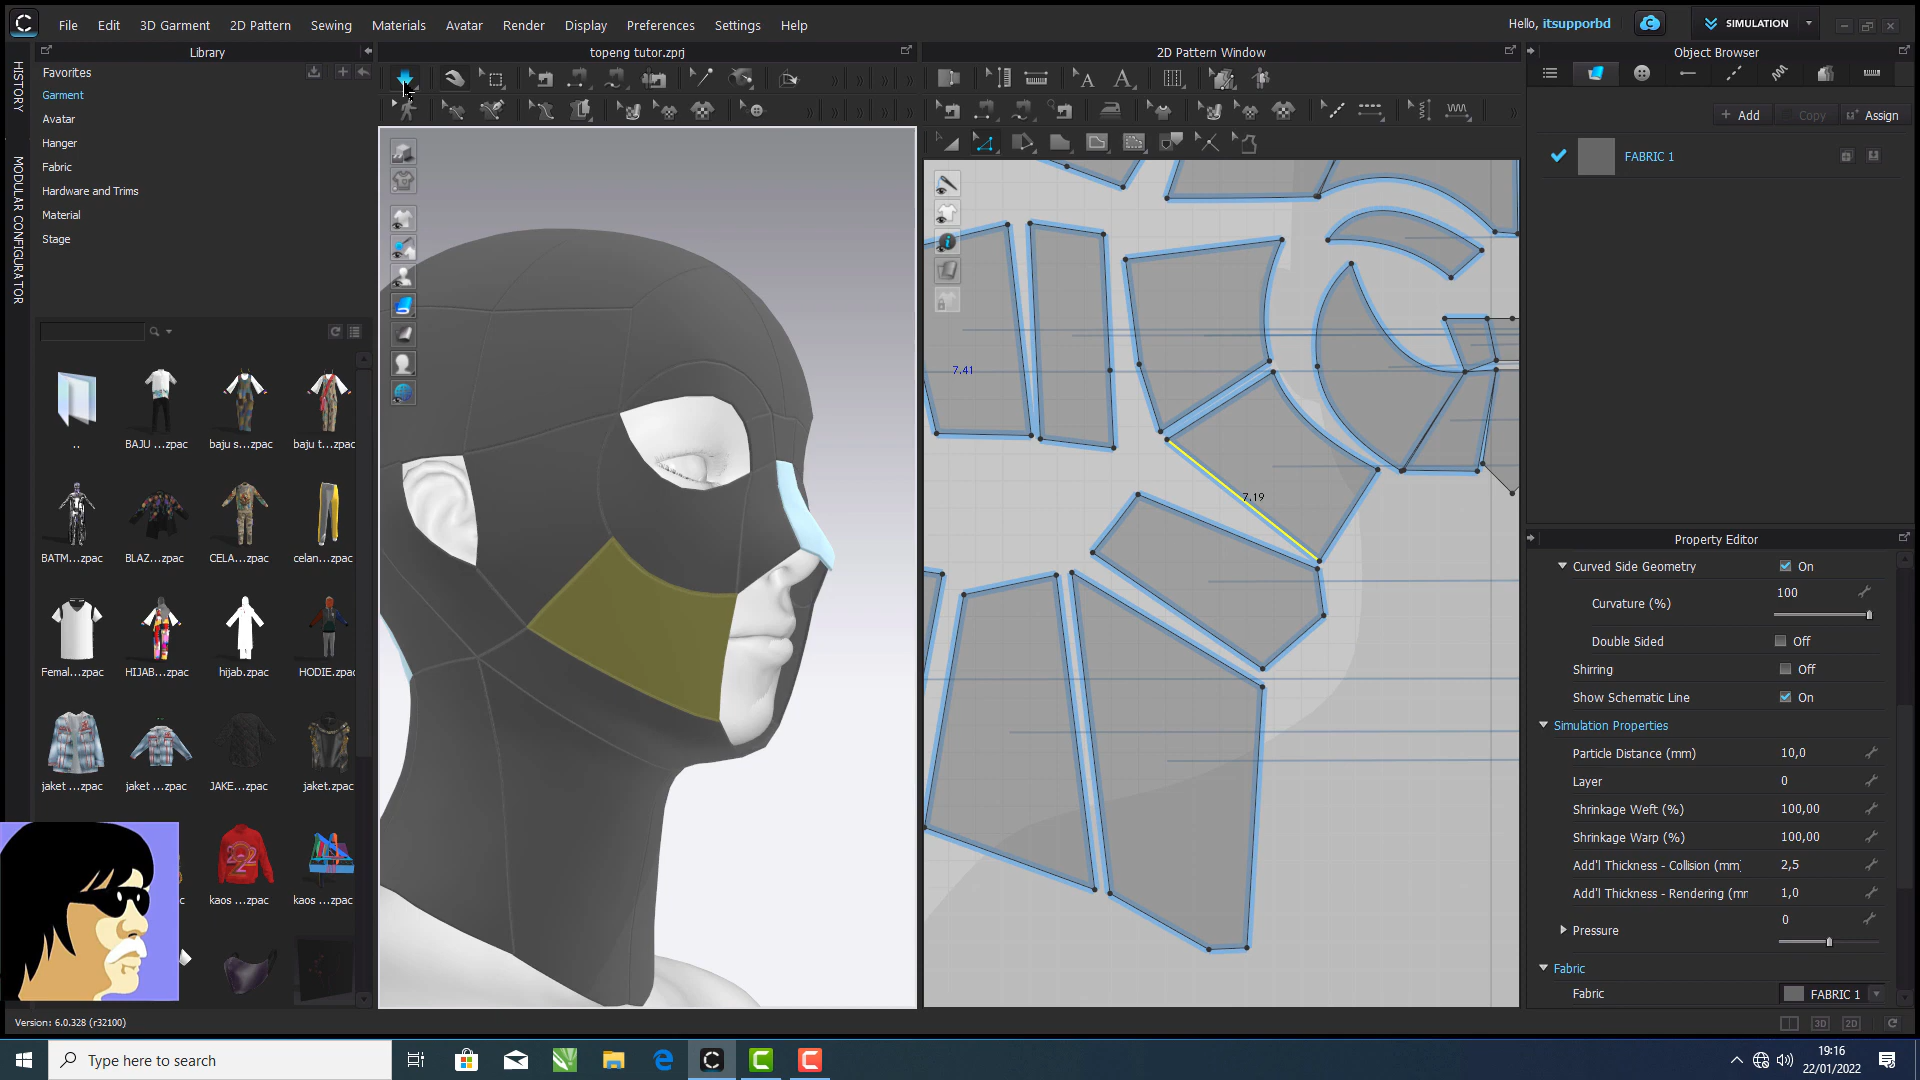 File Edit 3D Garment 2D Pattern Sewing Materials Avatar Render Display Preferences Settings Help
Hello, itsupporbd
SIMULATION
Library
topeng tutor.zprj
2D Pattern Window
Object Browser
HISTORY
MODULAR CONFIGURATOR
Favorites
Garment
Avatar
Hanger
Fabric
Hardware and Trims
Material
Stage
..
BAJU ...zpac
baju s...zpac
baju t...zpac
BATM...zpac
BLAZ...zpac
CELA...zpac
celan...zpac
Femal...zpac
HIJAB...zpac
hijab.zpac
HODIE.zpac
jaket ...zpac
jaket ...zpac
JAKE...zpac
jaket.zpac
kaos ...zpac
kaos ...zpac
Version: 6.0.328 (r32100)
7.41
7.19
Add
Copy
Assign
FABRIC 1
Property Editor
Curved Side Geometry On
Curvature (%) 100
Double Sided Off
Shirring Off
Show Schematic Line On
Simulation Properties
Particle Distance (mm) 10,0
Layer 0
Shrinkage Weft (%) 100,00
Shrinkage Warp (%) 100,00
Add'l Thickness - Collision (mm) 2,5
Add'l Thickness - Rendering (mr 1,0
Pressure 0
Fabric
Fabric FABRIC 1
3D
2D
Type here to search
19:16
22/01/2022